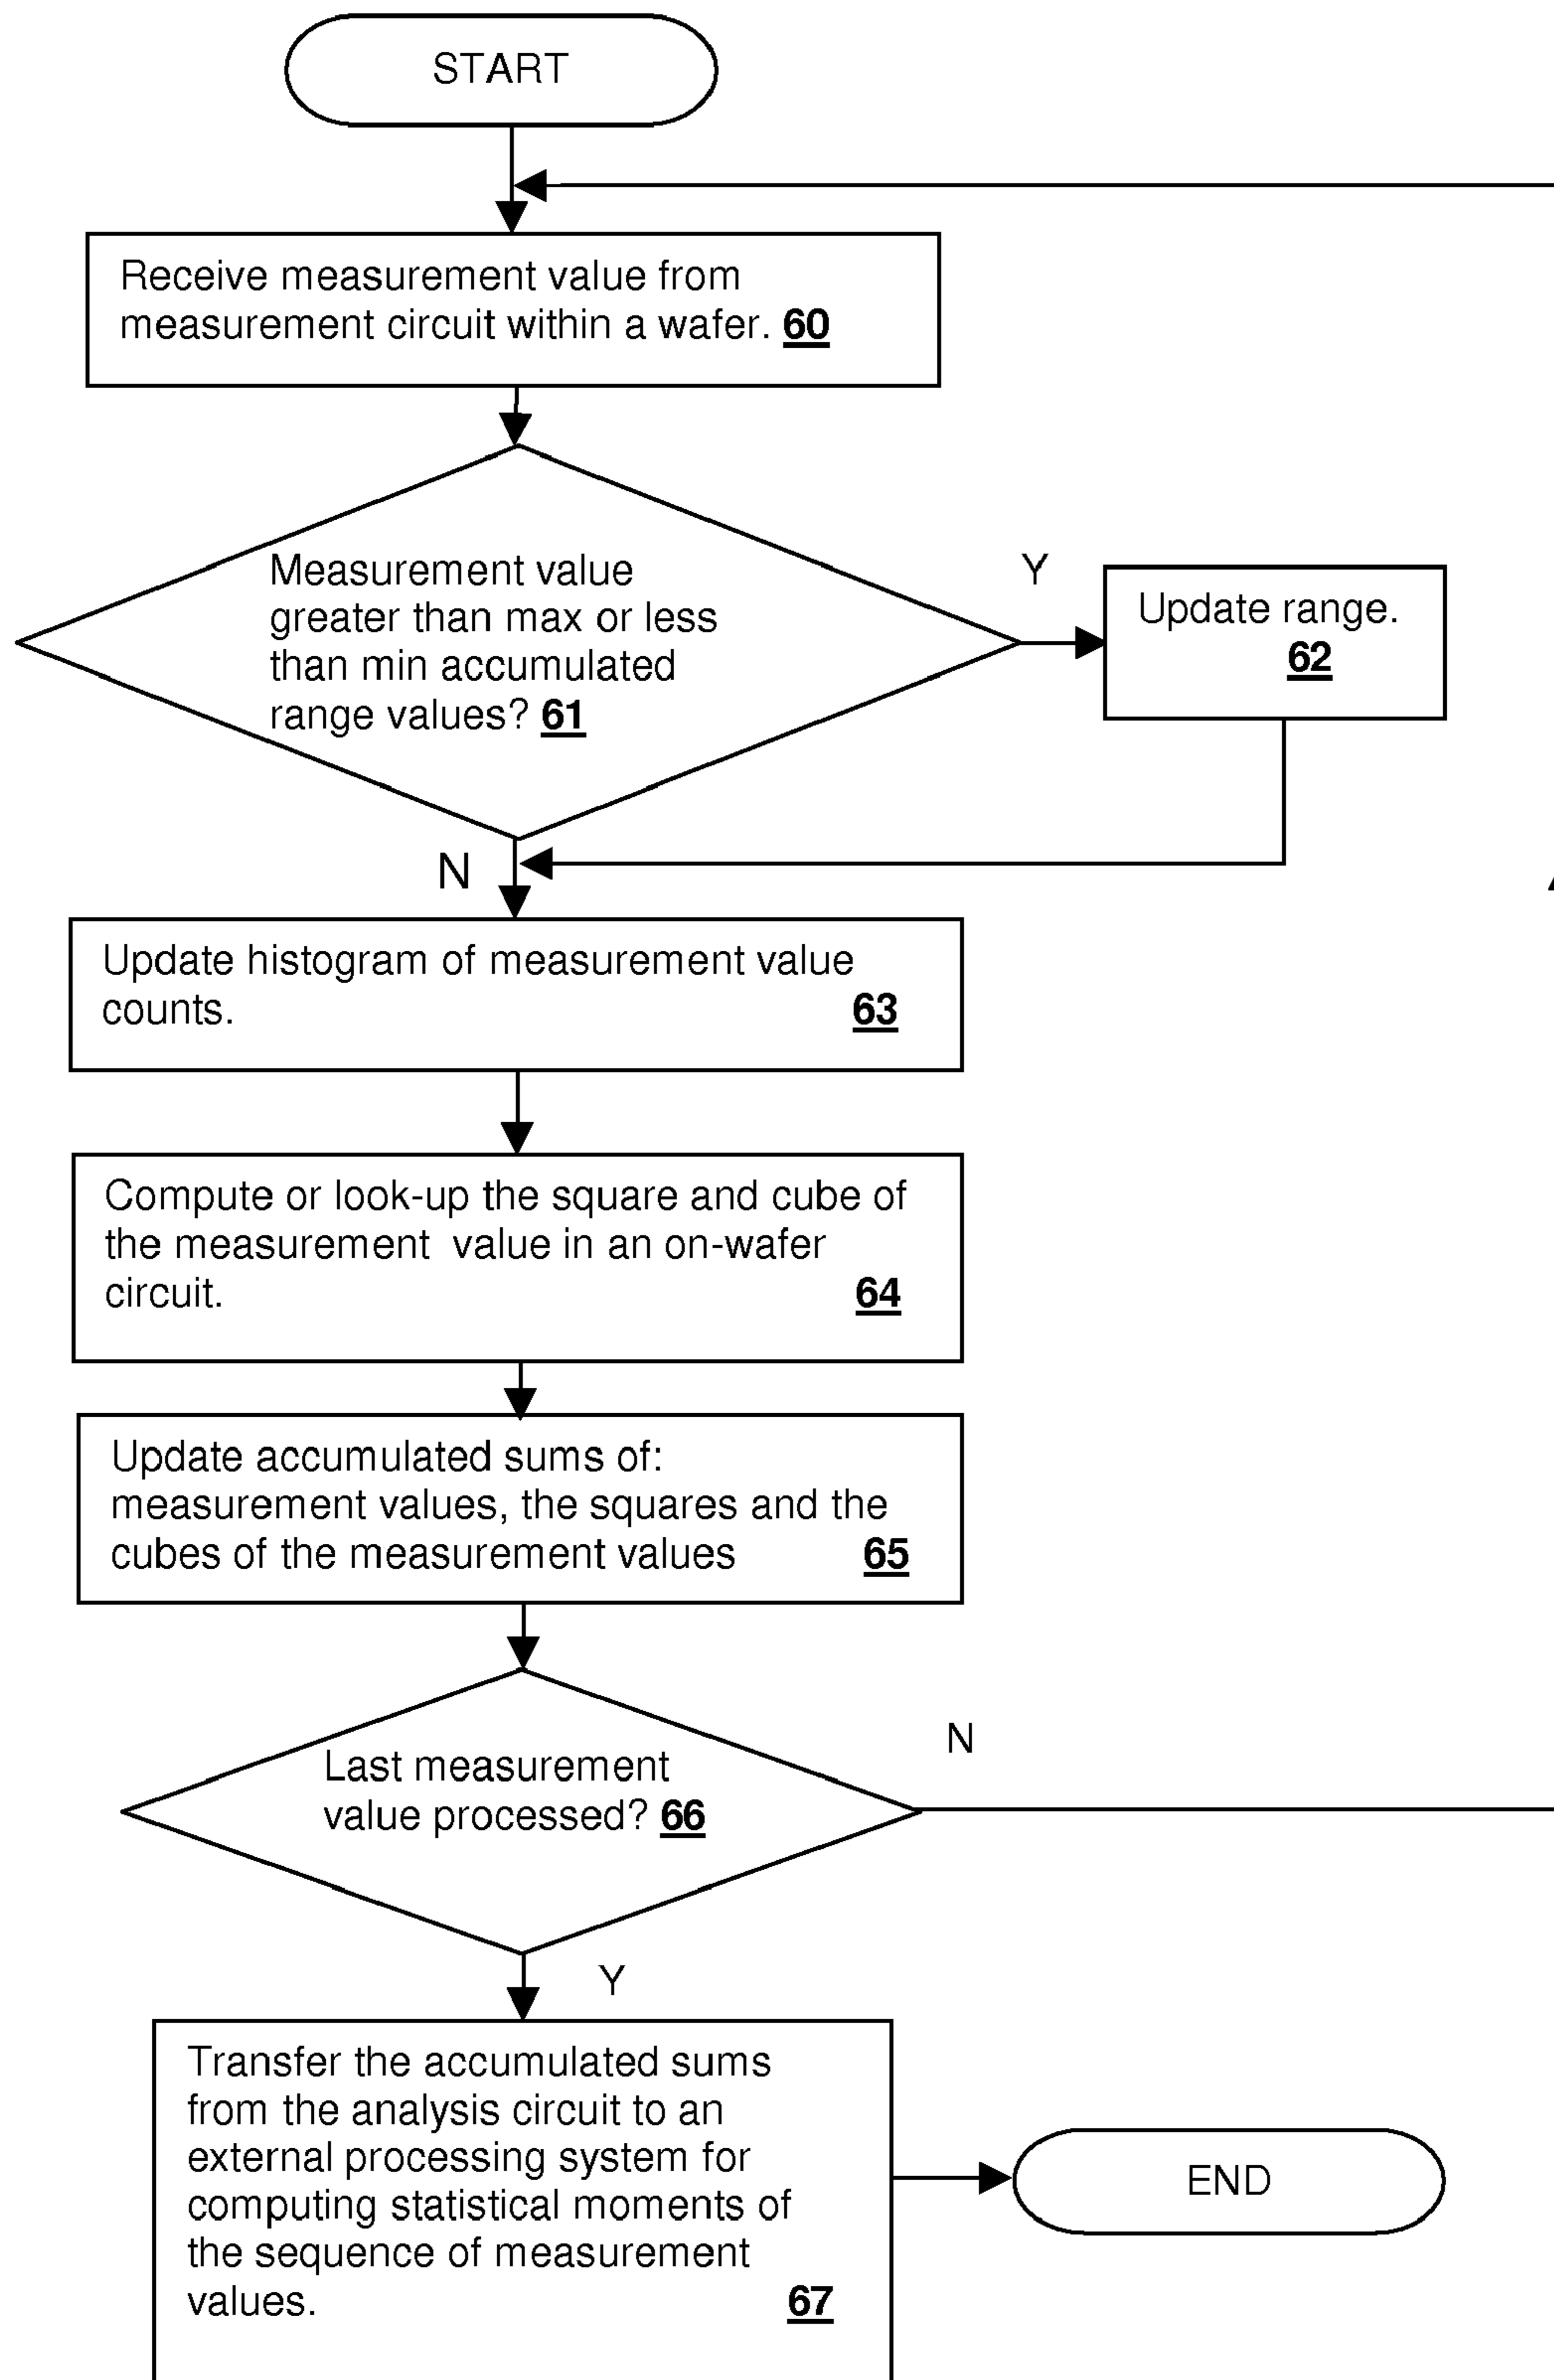 START
Receive measurement value from
measurement circuit within a wafer. 60
Measurement value
greater than max or less
than min accumulated
range values? 61
Y
Update range.
62
N
Update histogram of measurement value
counts. 63
Compute or look-up the square and cube of
the measurement value in an on-wafer
circuit. 64
Update accumulated sums of:
measurement values, the squares and the
cubes of the measurement values 65
Last measurement
value processed? 66
N
Y
Transfer the accumulated sums
from the analysis circuit to an
external processing system for
computing statistical moments of
the sequence of measurement
values. 67
END